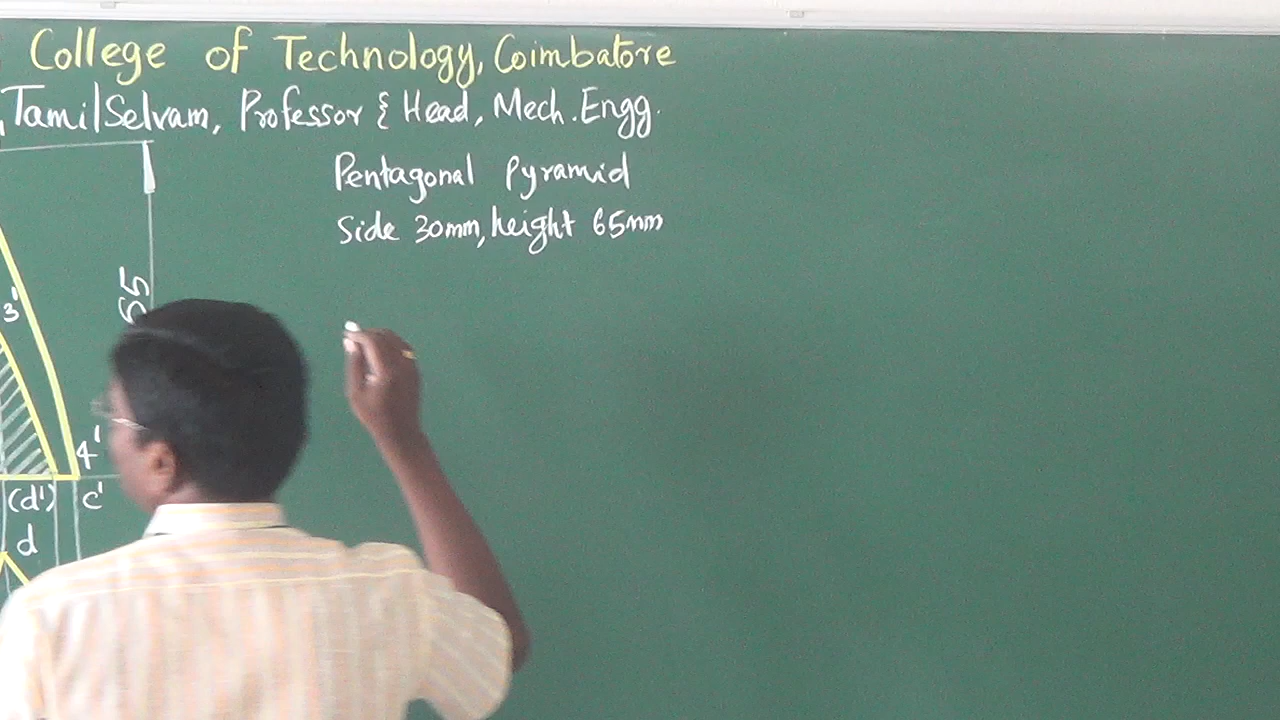 College of Technology, Coimbatore
TamilSelvam, Professor & Head, Mech. Engg.
Pentagonal Pyramid
Side 30mm, height 65mm
65
3'
4'
(d') c'
d